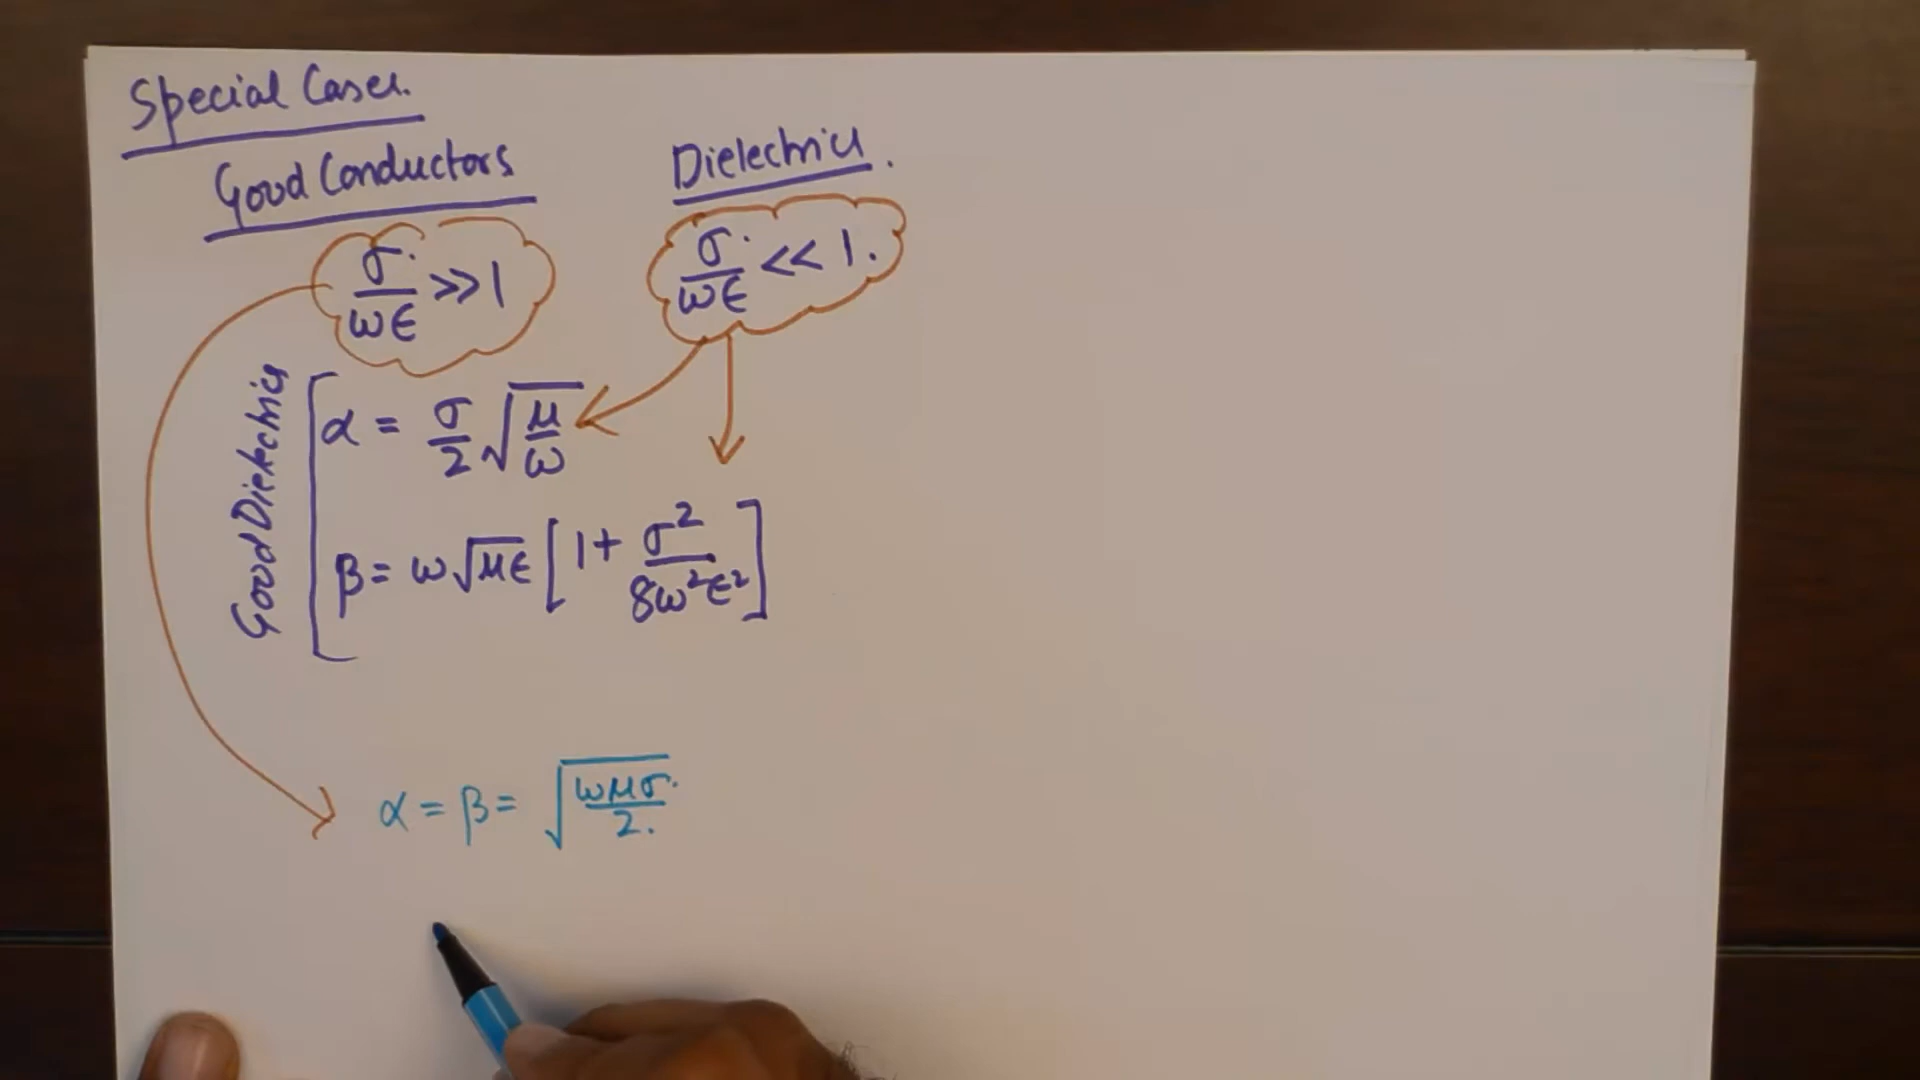 Special Cases.
Good Conductors
Dielectrics.
σ/ωϵ >> 1
σ/ωϵ << 1.
Good Dielectrics
α = σ/2 √(μ/ω)
β = ω√μϵ [1 + σ²/8ω²ϵ²]
α = β = √(ωμσ/2.)